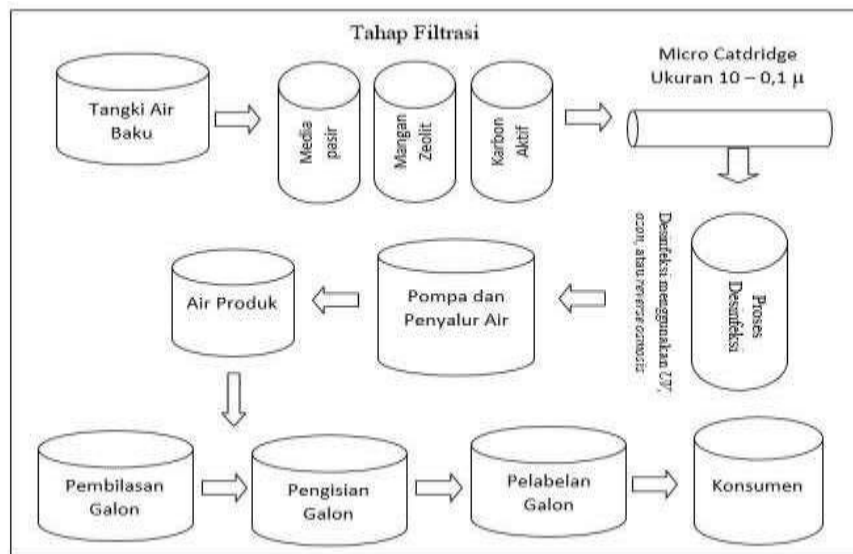 Tahap Filtrasi
Tangki Air
Baku
Media
pasir
Mangan
Zeolit
Karbon
Aktif
Micro Catdridge
Ukuran 10 – 0,1 µ
Proses
Desinfeksi
Desinfeksi menggunakan UV,
ozon, atau reverse osmosis
Pompa dan
Penyalur Air
Air Produk
Pembilasan
Galon
Pengisian
Galon
Pelabelan
Galon
Konsumen